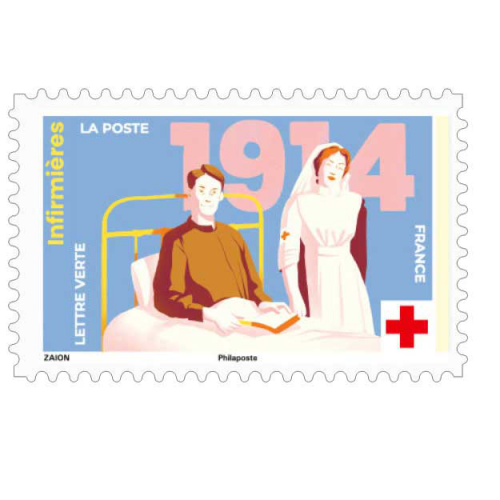 Infirmières
LA POSTE
1914
LETTRE VERTE
FRANCE
ZAION
Philaposte